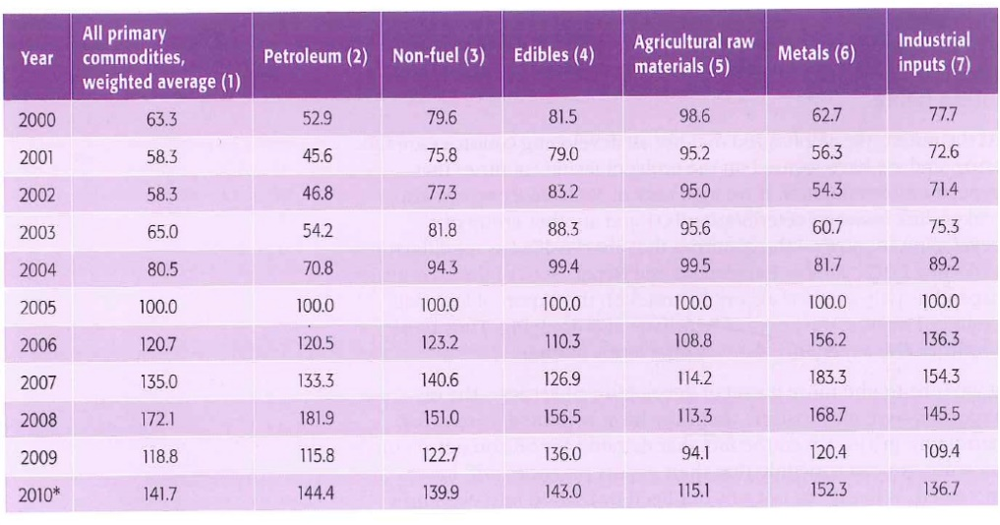 Year All primary commodities, weighted average (1) Petroleum (2) Non-fuel (3) Edibles (4) Agricultural raw materials (5) Metals (6) Industrial inputs (7)
2000 63.3 52.9 79.6 81.5 98.6 62.7 77.7
2001 58.3 45.6 75.8 79.0 95.2 56.3 72.6
2002 58.3 46.8 77.3 83.2 95.0 54.3 71.4
2003 65.0 54.2 81.8 88.3 95.6 60.7 75.3
2004 80.5 70.8 94.3 99.4 99.5 81.7 89.2
2005 100.0 100.0 100.0 100.0 100.0 100.0 100.0
2006 120.7 120.5 123.2 110.3 108.8 156.2 136.3
2007 135.0 133.3 140.6 126.9 114.2 183.3 154.3
2008 172.1 181.9 151.0 156.5 113.3 168.7 145.5
2009 118.8 115.8 122.7 136.0 94.1 120.4 109.4
2010* 141.7 144.4 139.9 143.0 115.1 152.3 136.7